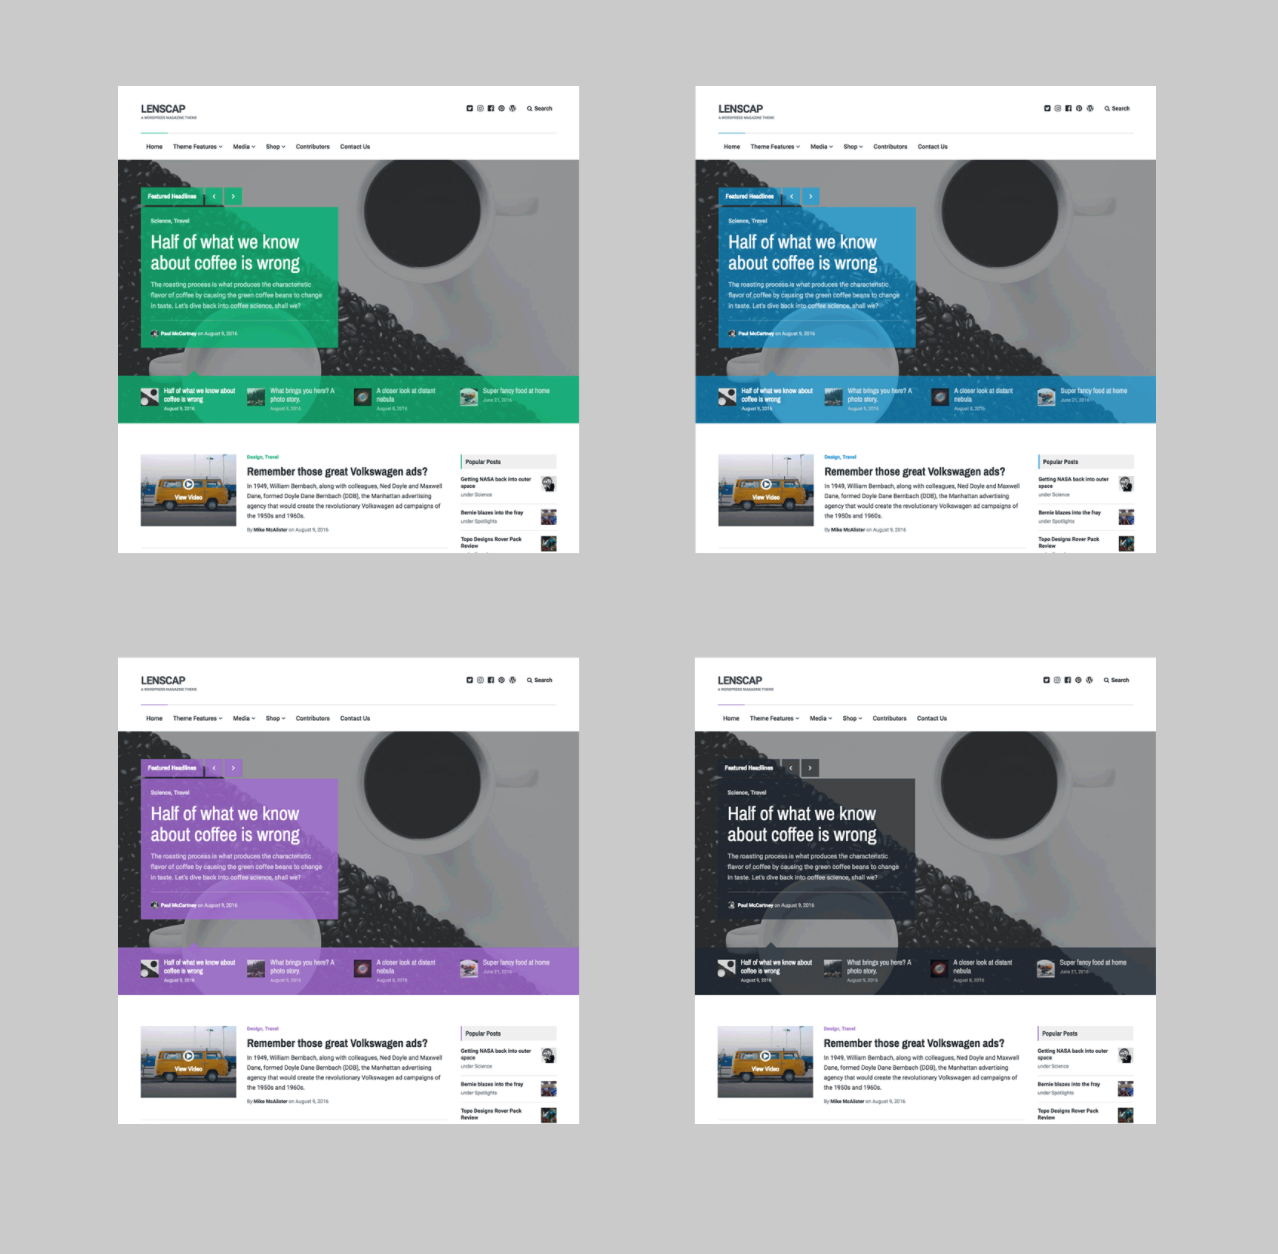 LENSCAP
A WORDPRESS MAGAZINE THEME
Search
Home Theme Features Media Shop Contributors Contact Us
Featured Headlines
Science, Travel
Half of what we know
about coffee is wrong
The roasting process is what produces the characteristic
flavor of coffee by causing the green coffee beans to change
in taste. Let's dive back into coffee science, shall we?
Paul McCartney on August 9, 2016
Half of what we know about
coffee is wrong
August 9, 2016
What brings you here? A
photo story.
August 9, 2016
A closer look at distant
nebula
August 8, 2016
Super fancy food at home
June 21, 2016
Design, Travel
Remember those great Volkswagen ads?
In 1949, William Bernbach, along with colleagues, Ned Doyle and Maxwell
Dane, formed Doyle Dane Bernbach (DDB), the Manhattan advertising
agency that would create the revolutionary Volkswagen ad campaigns of
the 1950s and 1960s.
By Mike McAlister on August 9, 2016
View Video
Popular Posts
Getting NASA back into outer
space
under Science
Bernie blazes into the fray
under Spotlights
Topo Designs Rover Pack
Review
LENSCAP
A WORDPRESS MAGAZINE THEME
Search
Home Theme Features Media Shop Contributors Contact Us
Featured Headlines
Science, Travel
Half of what we know
about coffee is wrong
The roasting process is what produces the characteristic
flavor of coffee by causing the green coffee beans to change
in taste. Let's dive back into coffee science, shall we?
Paul McCartney on August 9, 2016
Half of what we know about
coffee is wrong
August 9, 2016
What brings you here? A
photo story.
August 9, 2016
A closer look at distant
nebula
August 8, 2016
Super fancy food at home
June 21, 2016
Design, Travel
Remember those great Volkswagen ads?
In 1949, William Bernbach, along with colleagues, Ned Doyle and Maxwell
Dane, formed Doyle Dane Bernbach (DDB), the Manhattan advertising
agency that would create the revolutionary Volkswagen ad campaigns of
the 1950s and 1960s.
By Mike McAlister on August 9, 2016
View Video
Popular Posts
Getting NASA back into outer
space
under Science
Bernie blazes into the fray
under Spotlights
Topo Designs Rover Pack
Review
LENSCAP
A WORDPRESS MAGAZINE THEME
Search
Home Theme Features Media Shop Contributors Contact Us
Featured Headlines
Science, Travel
Half of what we know
about coffee is wrong
The roasting process is what produces the characteristic
flavor of coffee by causing the green coffee beans to change
in taste. Let's dive back into coffee science, shall we?
Paul McCartney on August 9, 2016
Half of what we know about
coffee is wrong
August 9, 2016
What brings you here? A
photo story.
August 9, 2016
A closer look at distant
nebula
August 8, 2016
Super fancy food at home
June 21, 2016
Design, Travel
Remember those great Volkswagen ads?
In 1949, William Bernbach, along with colleagues, Ned Doyle and Maxwell
Dane, formed Doyle Dane Bernbach (DDB), the Manhattan advertising
agency that would create the revolutionary Volkswagen ad campaigns of
the 1950s and 1960s.
By Mike McAlister on August 9, 2016
View Video
Popular Posts
Getting NASA back into outer
space
under Science
Bernie blazes into the fray
under Spotlights
Topo Designs Rover Pack
Review
LENSCAP
A WORDPRESS MAGAZINE THEME
Search
Home Theme Features Media Shop Contributors Contact Us
Featured Headlines
Science, Travel
Half of what we know
about coffee is wrong
The roasting process is what produces the characteristic
flavor of coffee by causing the green coffee beans to change
in taste. Let's dive back into coffee science, shall we?
Paul McCartney on August 9, 2016
Half of what we know about
coffee is wrong
August 9, 2016
What brings you here? A
photo story.
August 9, 2016
A closer look at distant
nebula
August 8, 2016
Super fancy food at home
June 21, 2016
Design, Travel
Remember those great Volkswagen ads?
In 1949, William Bernbach, along with colleagues, Ned Doyle and Maxwell
Dane, formed Doyle Dane Bernbach (DDB), the Manhattan advertising
agency that would create the revolutionary Volkswagen ad campaigns of
the 1950s and 1960s.
By Mike McAlister on August 9, 2016
View Video
Popular Posts
Getting NASA back into outer
space
under Science
Bernie blazes into the fray
under Spotlights
Topo Designs Rover Pack
Review